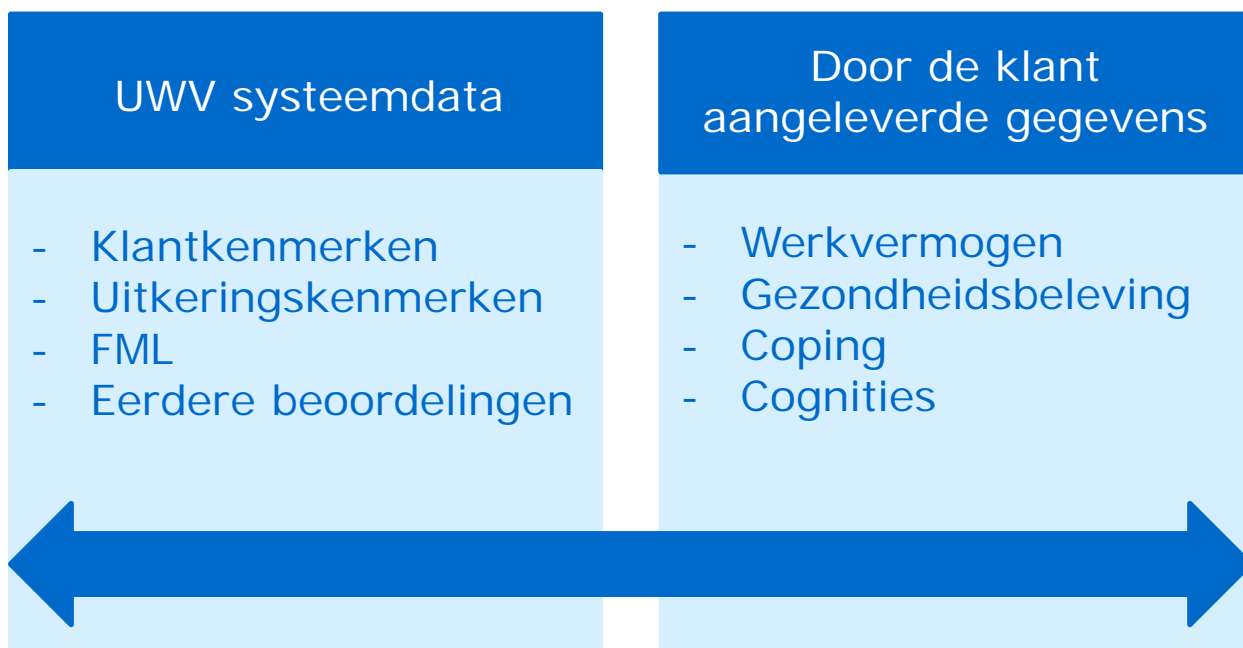 UWV systeemdata
- Klantkenmerken
- Uitkeringskenmerken
- FML
- Eerdere beoordelingen
Door de klant
aangeleverde gegevens
- Werkvermogen
- Gezondheidsbeleving
- Coping
- Cognities